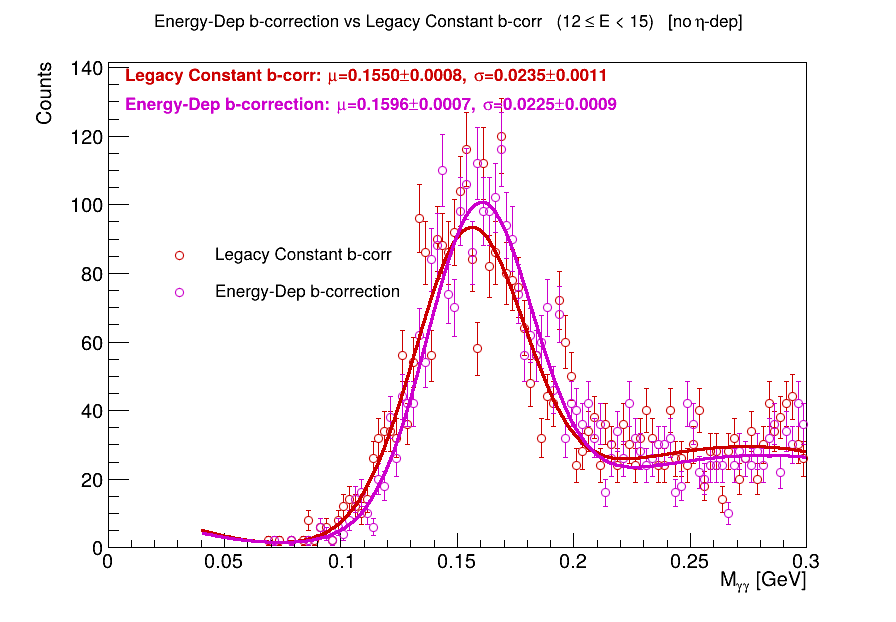 Energy-Dep b-correction vs Legacy Constant b-corr (12 ≤ E < 15) [no η-dep]
Counts
Legacy Constant b-corr: μ=0.1550±0.0008, σ=0.0235±0.0011
Energy-Dep b-correction: μ=0.1596±0.0007, σ=0.0225±0.0009
Legacy Constant b-corr
Energy-Dep b-correction
140
120
100
80
60
40
20
0
0 0.05 0.1 0.15 0.2 0.25 0.3
Mγγ [GeV]